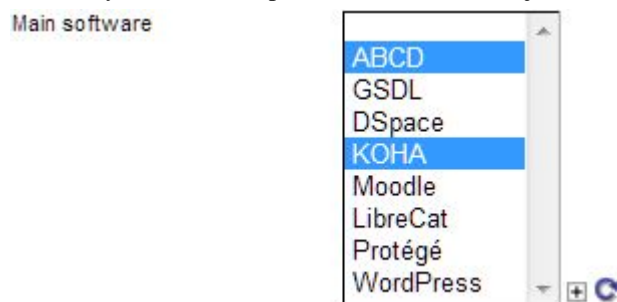 Main software
ABCD
GSDL
DSpace
KOHA
Moodle
LibreCat
Protégé
WordPress